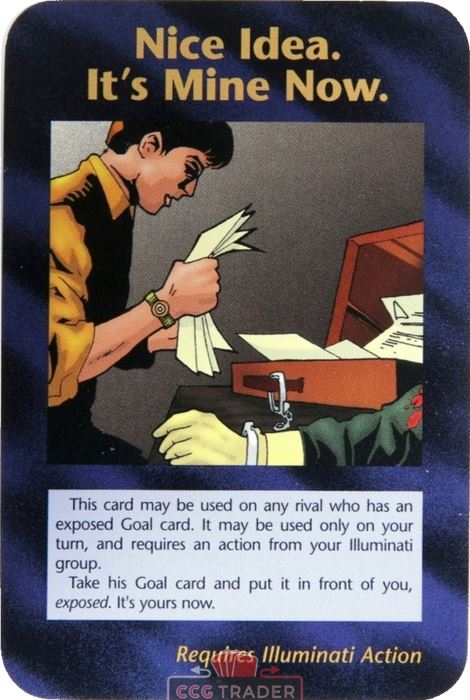 Nice Idea.
It's Mine Now.
This card may be used on any rival who has an
exposed Goal card. It may be used only on your
turn, and requires an action from your Illuminati
group.
Take his Goal card and put it in front of you,
exposed. It's yours now.
Requires Illuminati Action
CCG TRADER